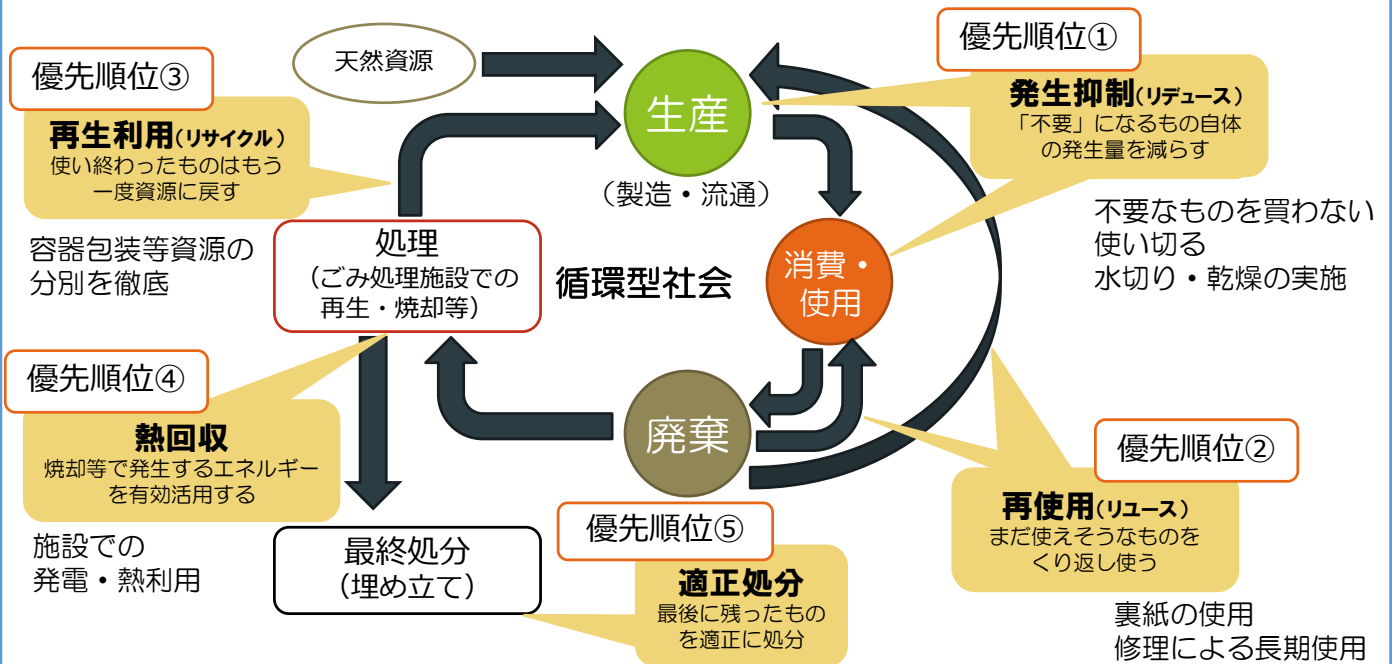 優先順位①
発生抑制(リデュース)
「不要」になるもの自体
の発生量を減らす
不要なものを買わない
使い切る
水切り・乾燥の実施
天然資源
生産
(製造・流通)
優先順位③
再生利用(リサイクル)
使い終わったものはもう
一度資源に戻す
容器包装等資源の
分別を徹底
処理
(ごみ処理施設での
再生・焼却等)
循環型社会
消費・
使用
優先順位④
熱回収
焼却等で発生するエネルギー
を有効活用する
施設での
発電・熱利用
廃棄
優先順位②
再使用(リユース)
まだ使えそうなものを
くり返し使う
裏紙の使用
修理による長期使用
最終処分
(埋め立て)
優先順位⑤
適正処分
最後に残ったもの
を適正に処分